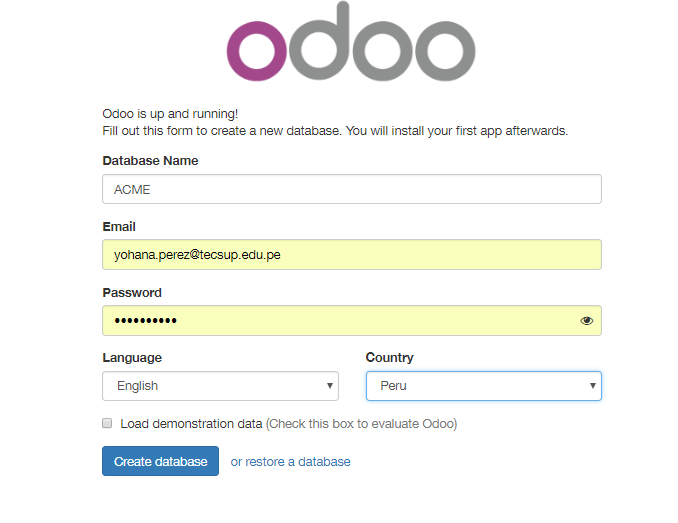 odoo
Odoo is up and running!
Fill out this form to create a new database. You will install your first app afterwards.
Database Name
ACME
Email
yohana.perez@tecsup.edu.pe
Password
••••••••••
Language Country
English Peru
Load demonstration data (Check this box to evaluate Odoo)
Create database or restore a database